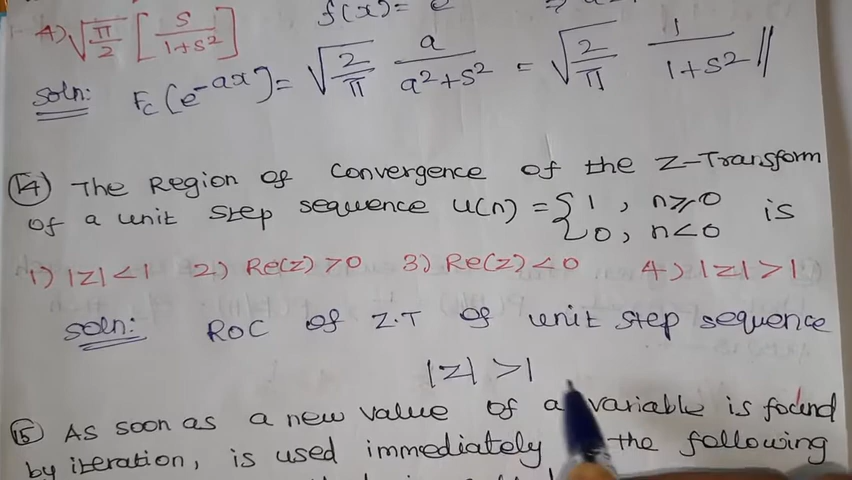 f(x) = e
4) √π/2 [s/1+s²]
Soln: Fc(e^-ax) = √2/π a/a²+s² = √2/π 1/1+s² //
14) The Region of convergence of the Z-Transform
of a unit step sequence u(n) = { 1, n≥0
0, n<0 is
1) |z|<1 2) Re(z)>0 3) Re(z)<0 4) |z|>1
Soln: ROC of Z.T of unit step sequence
|z| >1
15) As soon as a new value of a variable is found
by iteration, is used immediately the following